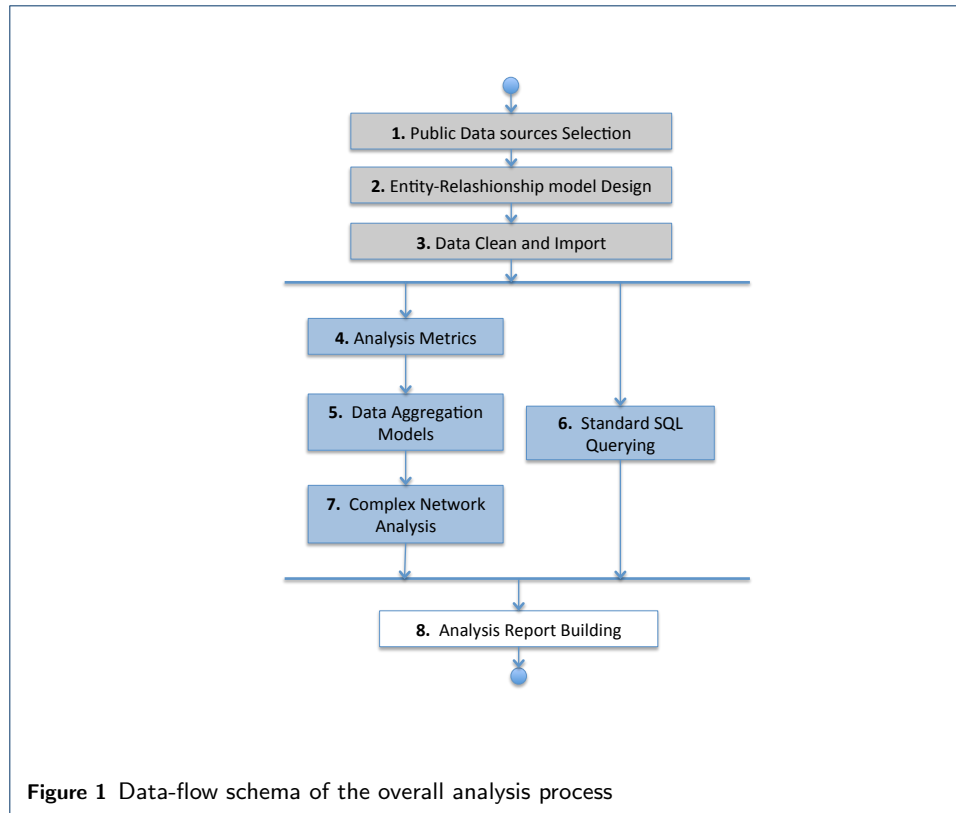 1. Public Data sources Selection
2. Entity-Relashionship model Design
3. Data Clean and Import
4. Analysis Metrics
5. Data Aggregation
Models
6. Standard SQL
Querying
7. Complex Network
Analysis
8. Analysis Report Building
Figure 1 Data-flow schema of the overall analysis process